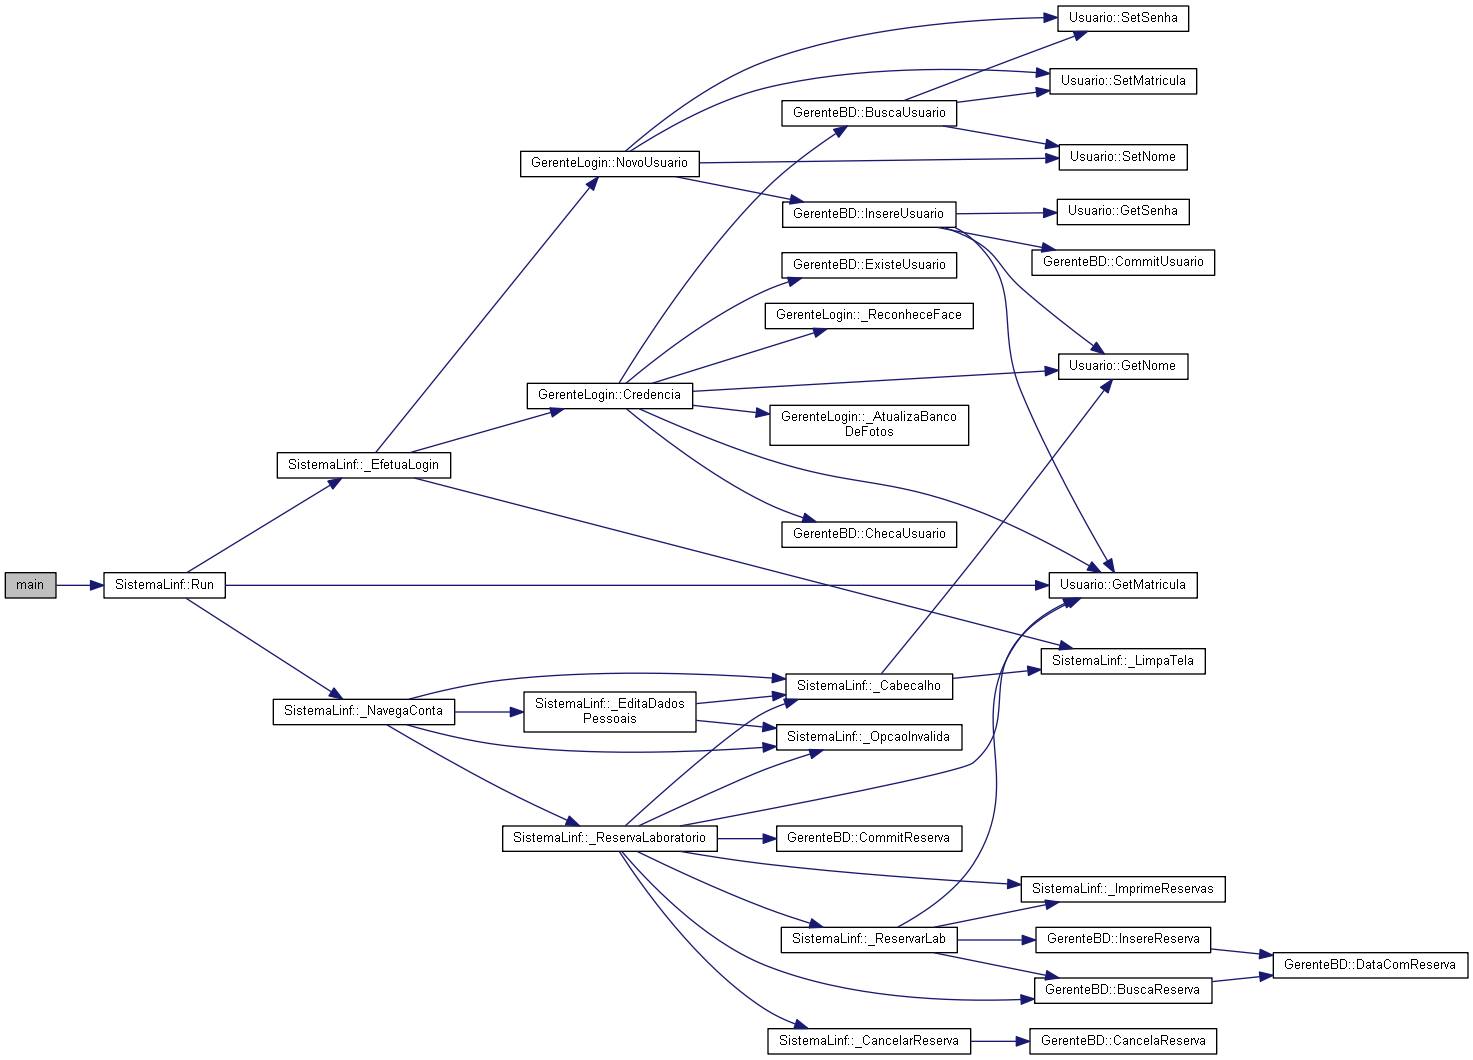 main
SistemaLinf::Run
SistemaLinf::_EfetuaLogin
SistemaLinf::_NavegaConta
GerenteLogin::NovoUsuario
GerenteLogin::Credencia
SistemaLinf::_EditaDados
Pessoais
SistemaLinf::_ReservaLaboratorio
GerenteBD::BuscaUsuario
GerenteBD::InsereUsuario
GerenteBD::ExisteUsuario
GerenteLogin::_ReconheceFace
GerenteLogin::_AtualizaBanco
DeFotos
GerenteBD::ChecaUsuario
SistemaLinf::_Cabecalho
SistemaLinf::_OpcaoInvalida
GerenteBD::CommitReserva
SistemaLinf::_ReservarLab
SistemaLinf::_CancelarReserva
Usuario::SetSenha
Usuario::SetMatricula
Usuario::SetNome
Usuario::GetSenha
GerenteBD::CommitUsuario
Usuario::GetNome
Usuario::GetMatricula
SistemaLinf::_LimpaTela
SistemaLinf::_ImprimeReservas
GerenteBD::InsereReserva
GerenteBD::BuscaReserva
GerenteBD::CancelaReserva
GerenteBD::DataComReserva